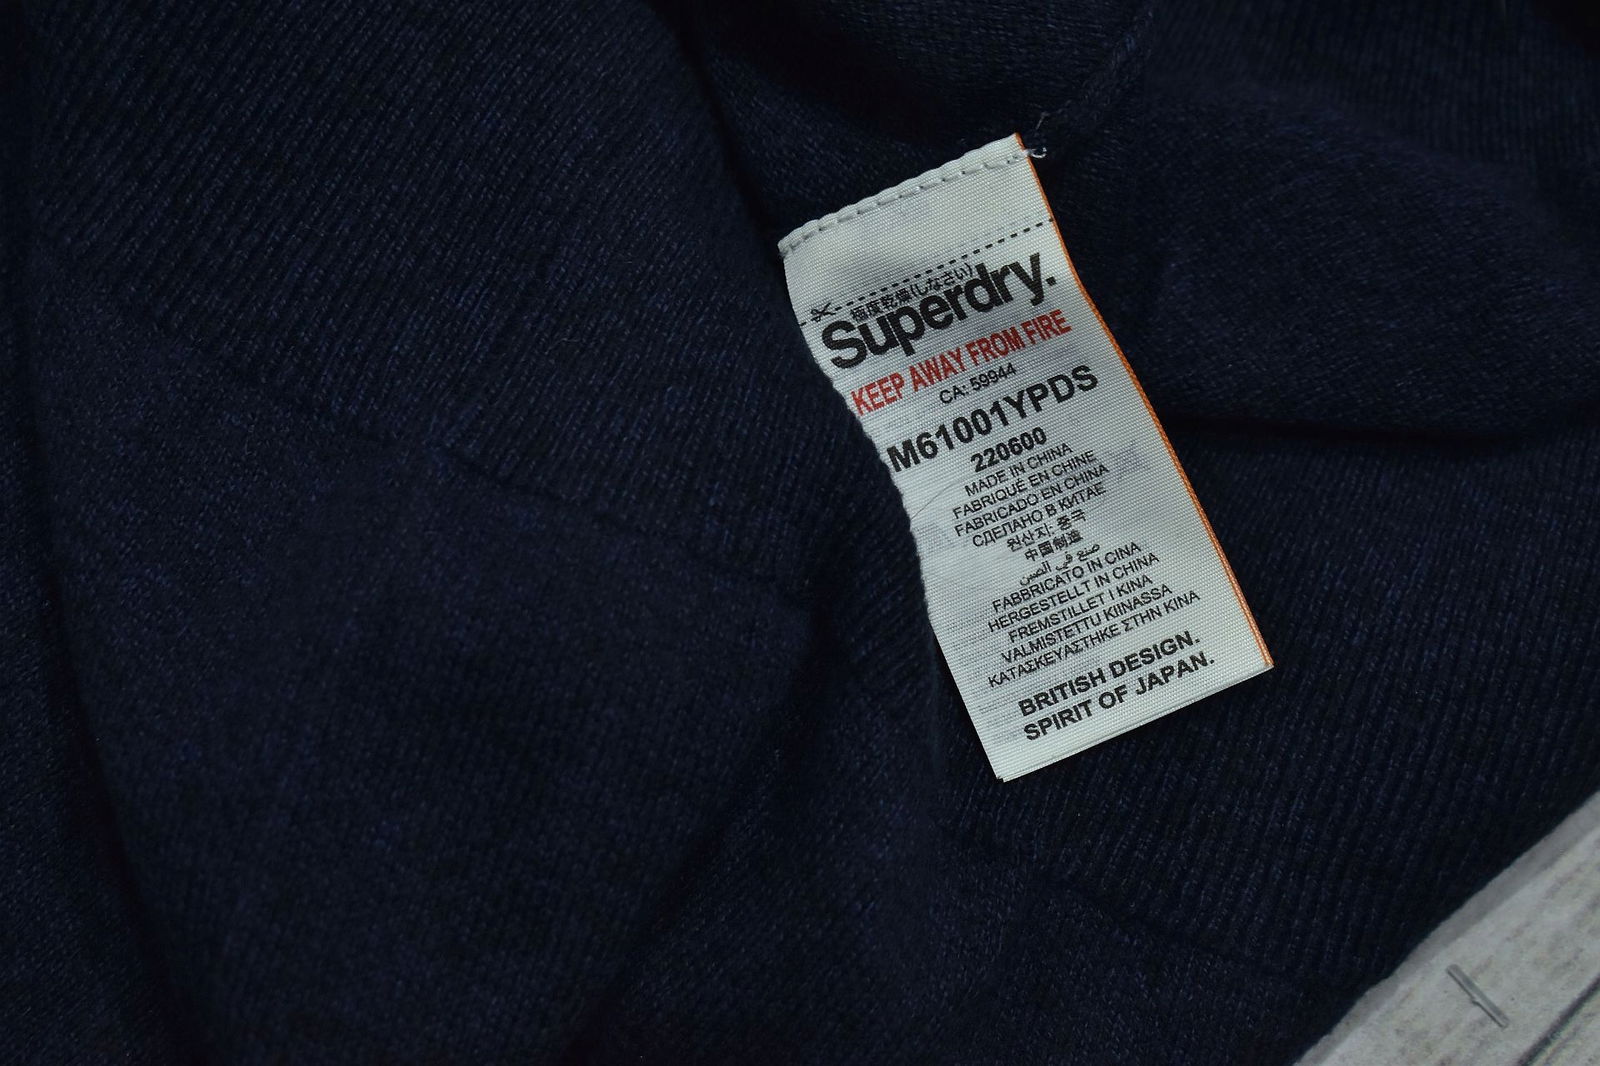 極度乾燥(しなさい)
Superdry.
KEEP AWAY FROM FIRE
CA: 59944
M61001YPDS
220600
MADE IN CHINA
FABRIQUÉ EN CHINE
FABRICADO EN CHINA
СДЕЛАНО В КИТАЕ
원산지: 중국
中国制造
صنع في الصين
FABBRICATO IN CINA
HERGESTELLT IN CHINA
FREMSTILLET I KINA
VALMISTETTU KIINASSA
ΚΑΤΑΣΚΕΥΑΣΤΗΚΕ ΣΤΗΝ ΚΙΝΑ
BRITISH DESIGN.
SPIRIT OF JAPAN.